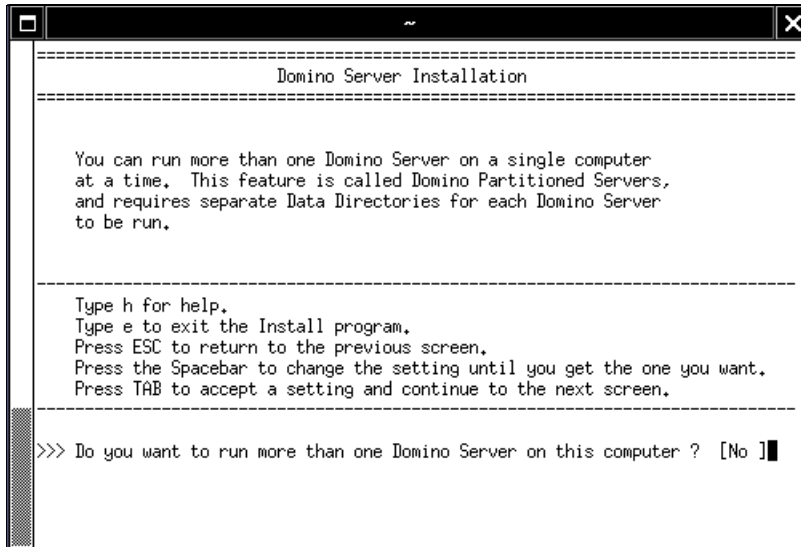 ~
===============================================================================
Domino Server Installation
===============================================================================
You can run more than one Domino Server on a single computer
at a time.  This feature is called Domino Partitioned Servers,
and requires separate Data Directories for each Domino Server
to be run.
-------------------------------------------------------------------------------
Type h for help.
Type e to exit the Install program.
Press ESC to return to the previous screen.
Press the Spacebar to change the setting until you get the one you want.
Press TAB to accept a setting and continue to the next screen.
-------------------------------------------------------------------------------
>>> Do you want to run more than one Domino Server on this computer ?  [No ]